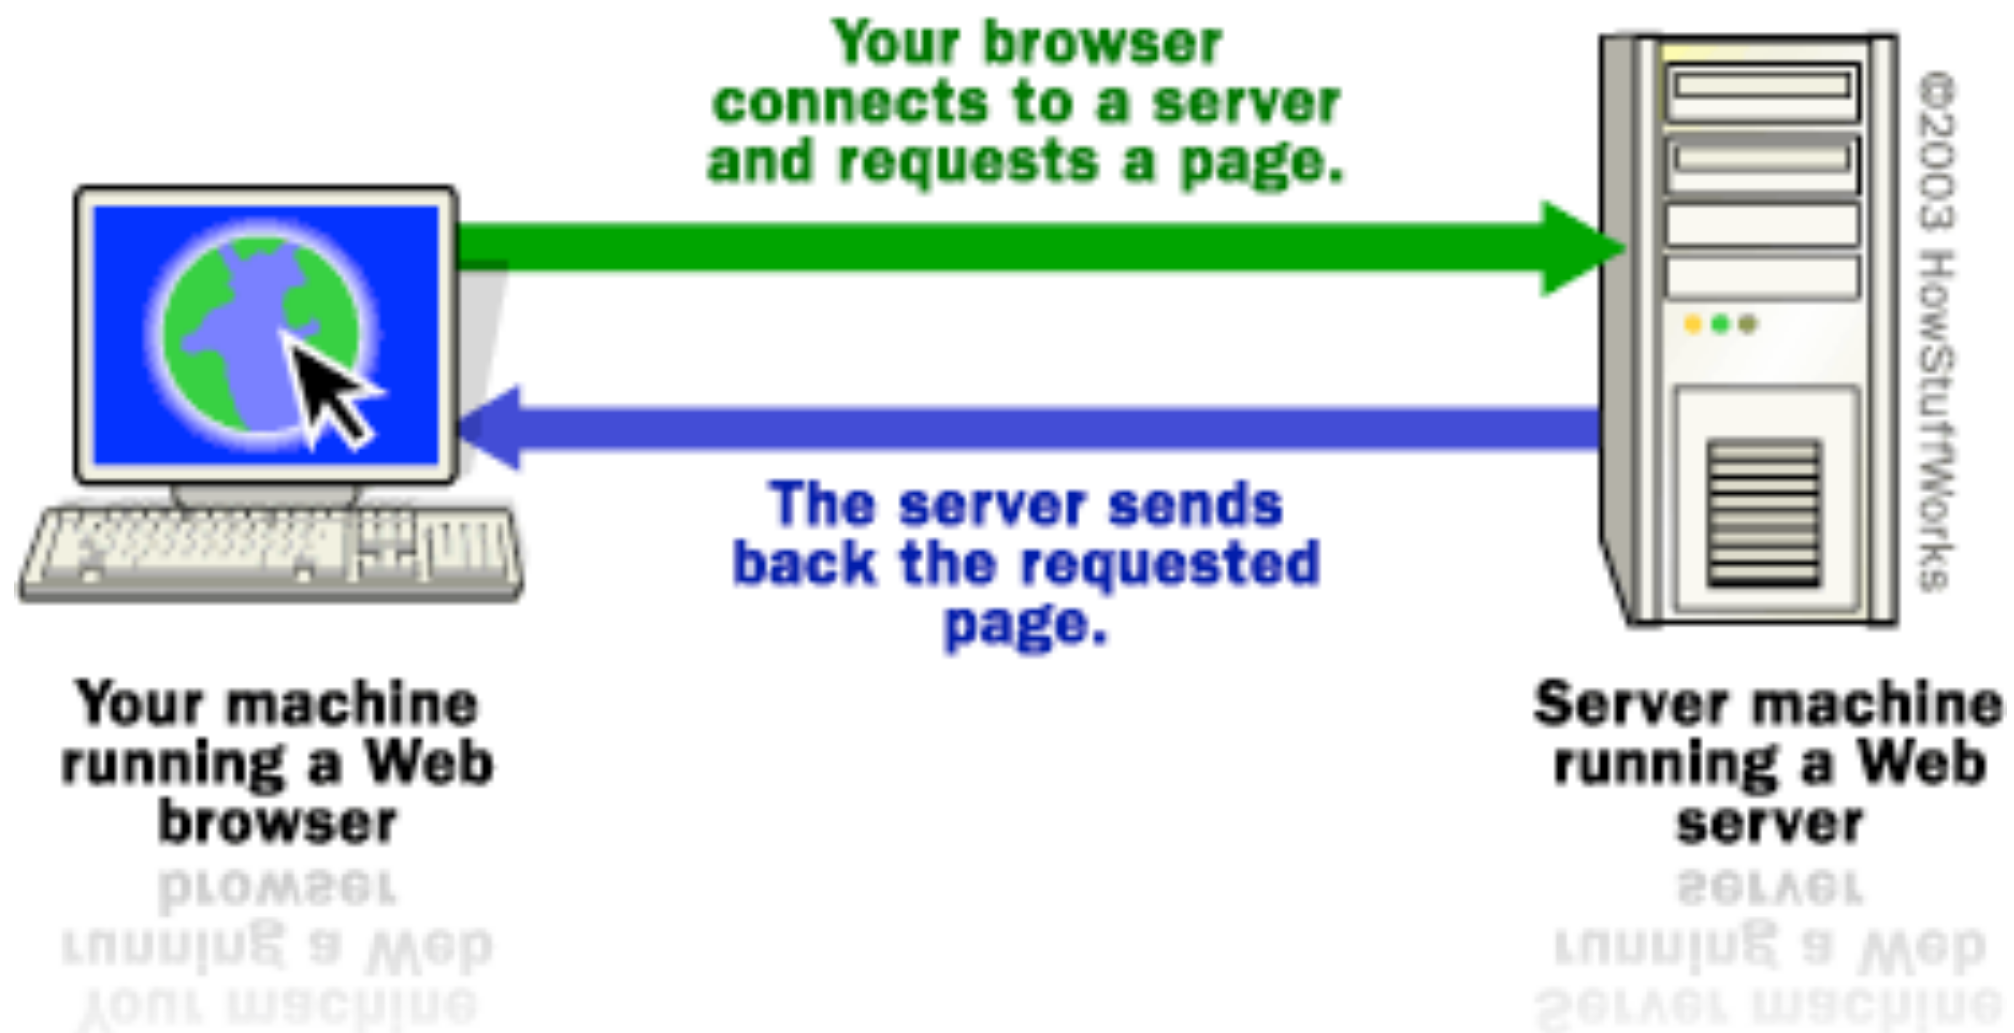 Your browser
connects to a server
and requests a page.
The server sends
back the requested
page.
Your machine
running a Web
browser
Server machine
running a Web
server
©2003 HowStuffWorks